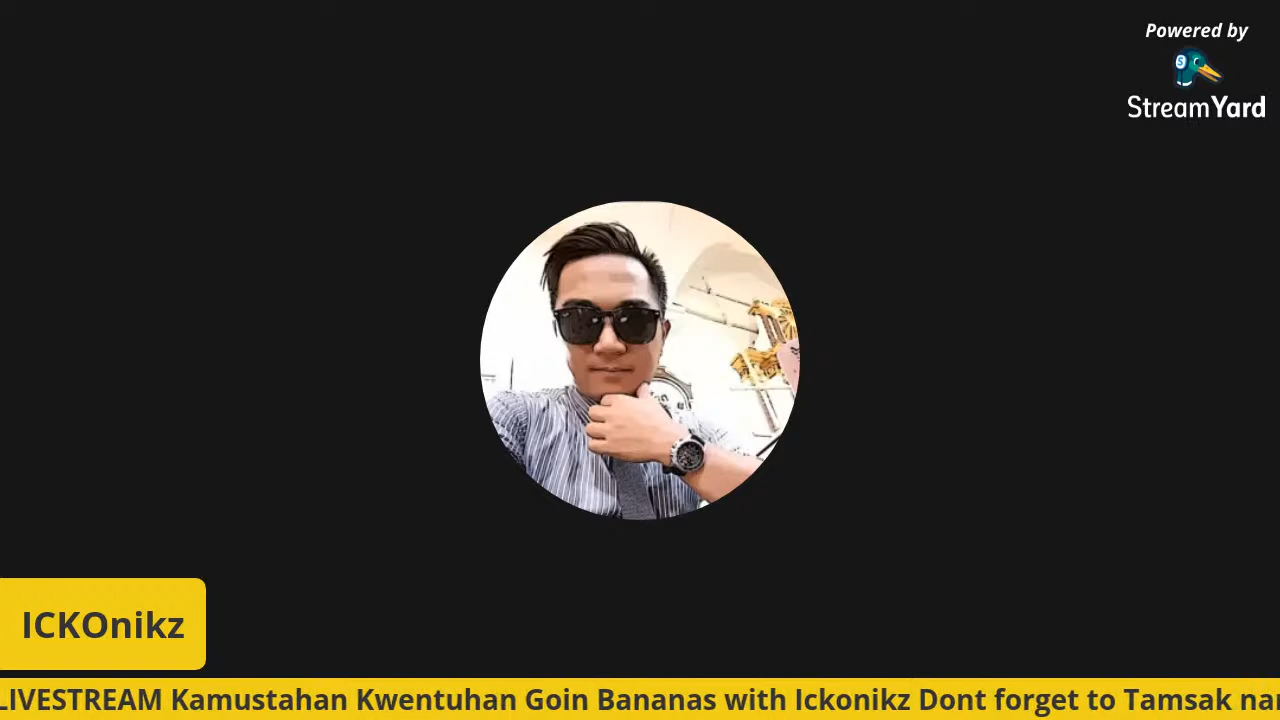 Powered by
StreamYard
ICKOnikz
LIVESTREAM Kamustahan Kwentuhan Goin Bananas with Ickonikz Dont forget to Tamsak